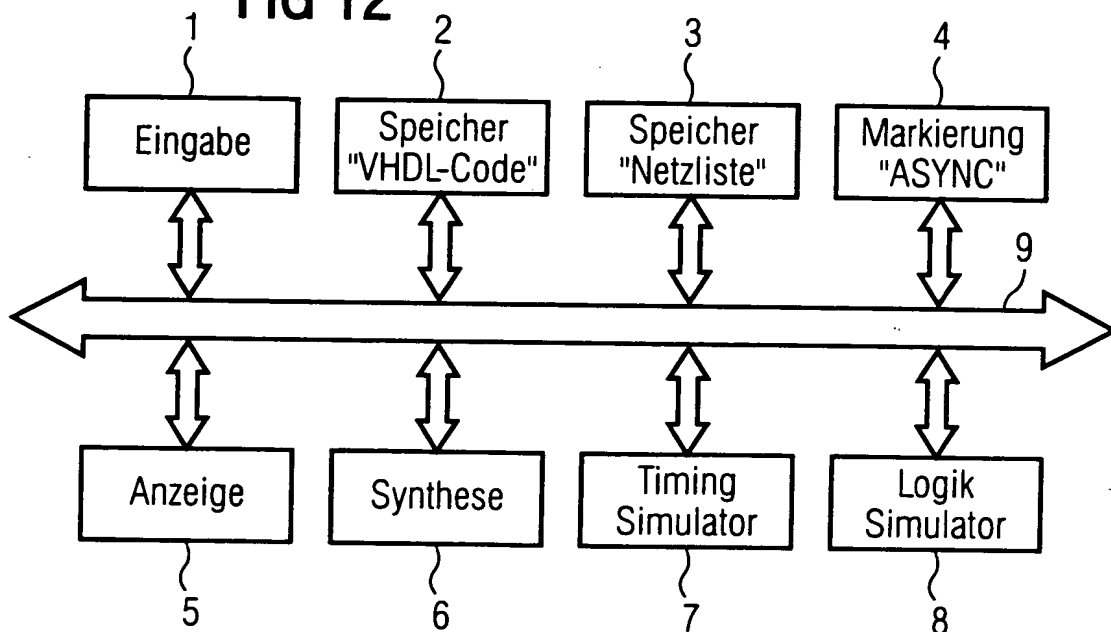 FIG 12
1 2 3 4
Eingabe
Speicher
"VHDL-Code"
Speicher
"Netzliste"
Markierung
"ASYNC"
9
Anzeige
Synthese
Timing
Simulator
Logik
Simulator
5 6 7 8